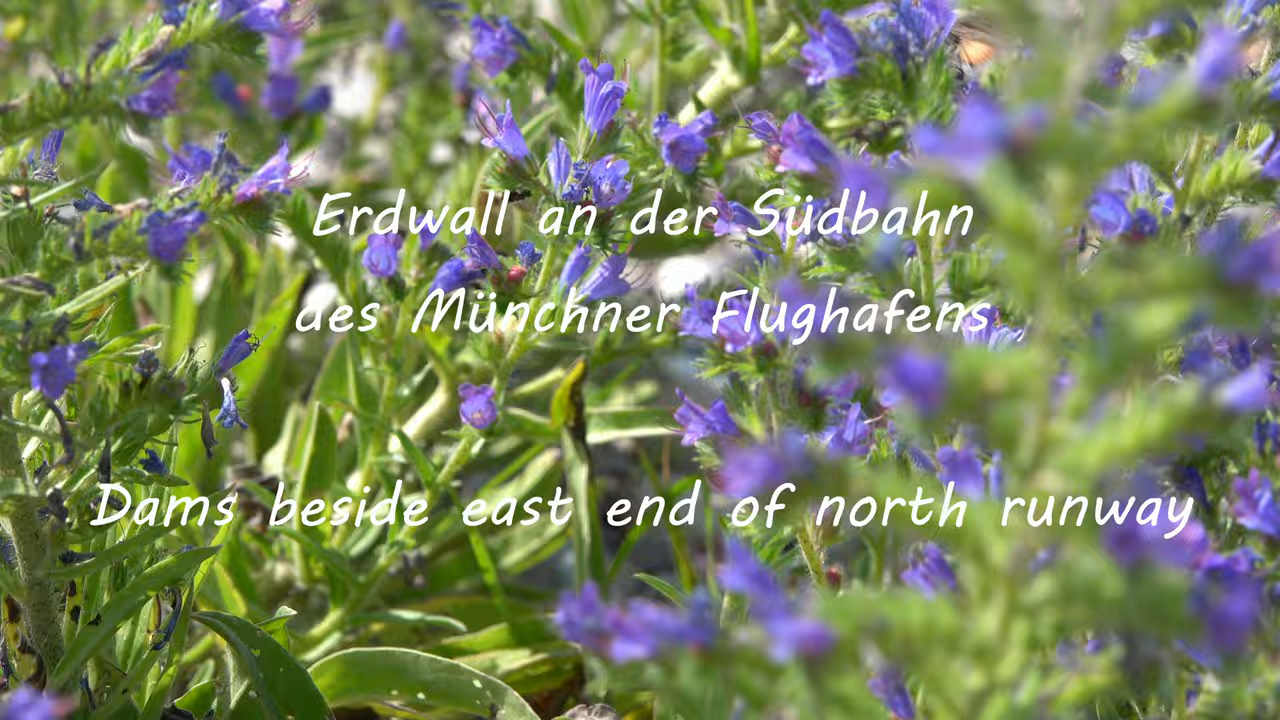 Erdwall an der Südbahn
des Münchner Flughafens
Dams beside east end of north runway